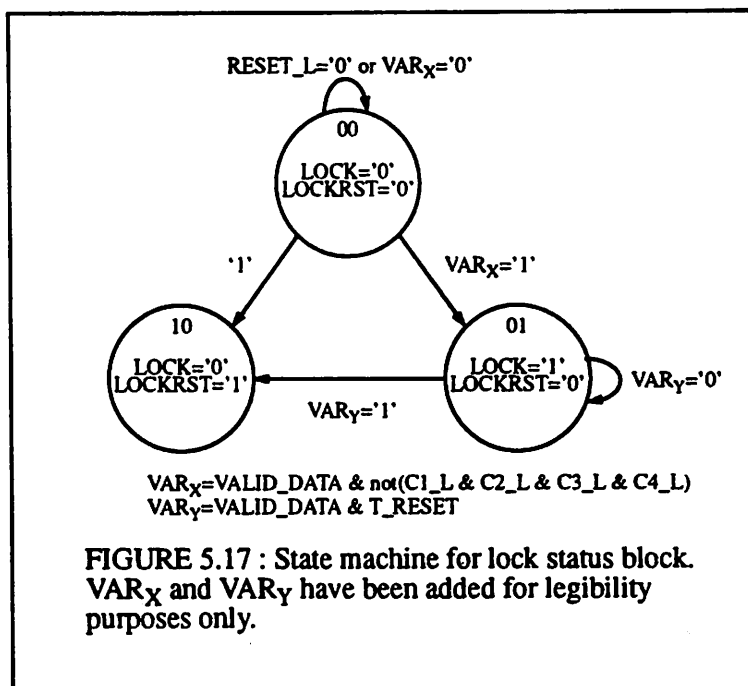 RESET_L='0' or VARX='0'
00
LOCK='0'
LOCKRST='0'
'1'
VARX='1'
10
LOCK='0'
LOCKRST='1'
01
LOCK='1'
LOCKRST='0'
VARY='0'
VARY='1'
VARX=VALID_DATA & not(C1_L & C2_L & C3_L & C4_L)
VARY=VALID_DATA & T_RESET
FIGURE 5.17 : State machine for lock status block.
VARX and VARY have been added for legibility
purposes only.